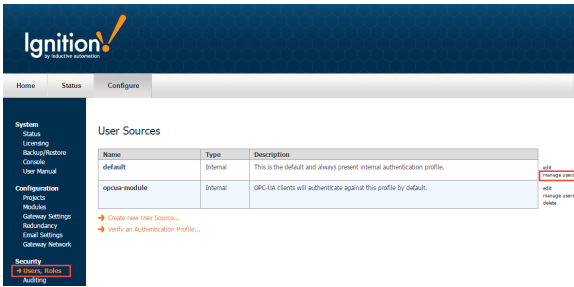 Ignition!
by inductive automation
Home Status Configure
System
Status
Licensing
Backup/Restore
Console
User Manual
Configuration
Projects
Modules
Gateway Settings
Redundancy
Email Settings
Gateway Network
Security
Users, Roles
Auditing
User Sources
Name Type Description
default Internal This is the default and always present internal authentication profile. edit
manage users
opcua-module Internal OPC-UA clients will authenticate against this profile by default. edit
manage users
delete
Create new User Source...
Verify an Authentication Profile...